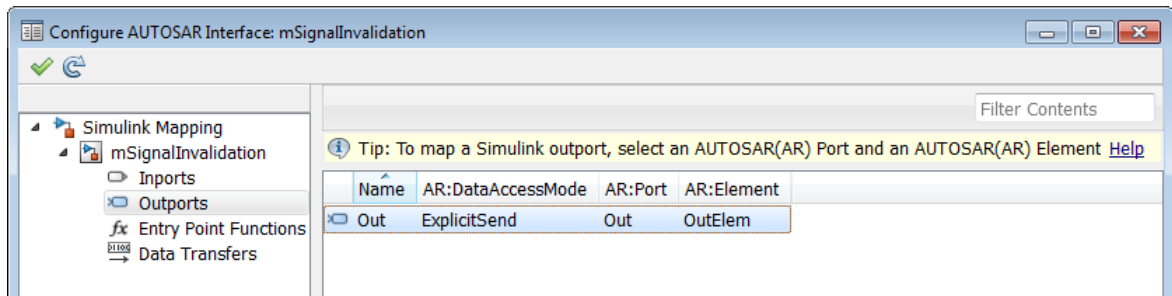 Configure AUTOSAR Interface: mSignalInvalidation
Filter Contents
Simulink Mapping
mSignalInvalidation
Inports
Outports
fx Entry Point Functions
Data Transfers
Tip: To map a Simulink outport, select an AUTOSAR(AR) Port and an AUTOSAR(AR) Element Help
Name AR:DataAccessMode AR:Port AR:Element
Out ExplicitSend Out OutElem